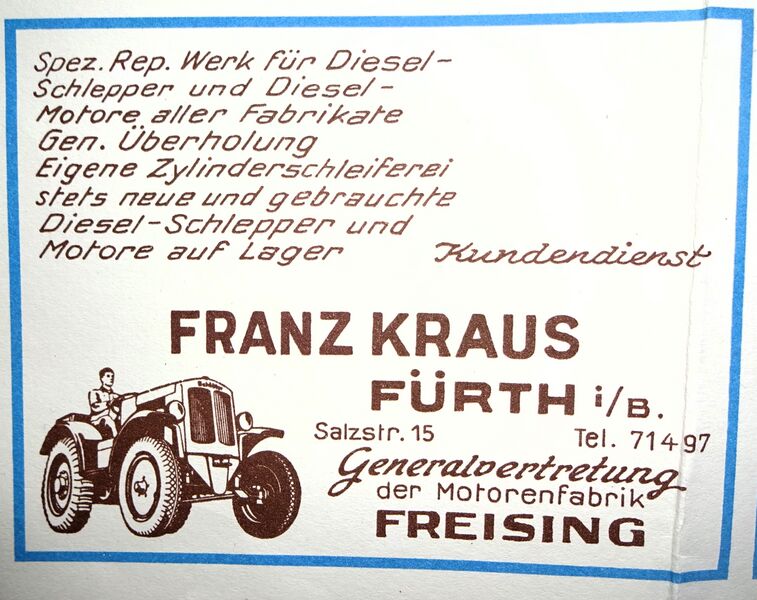 Spez. Rep. Werk für Diesel-
Schlepper und Diesel-
Motore aller Fabrikate
Gen. Überholung
Eigene Zylinderschleiferei
stets neue und gebrauchte
Diesel-Schlepper und
Motore auf Lager
Kundendienst
FRANZ KRAUS
FÜRTH i/B.
Salzstr. 15 Tel. 71497
Generalvertretung
der Motorenfabrik
FREISING
Schlüter